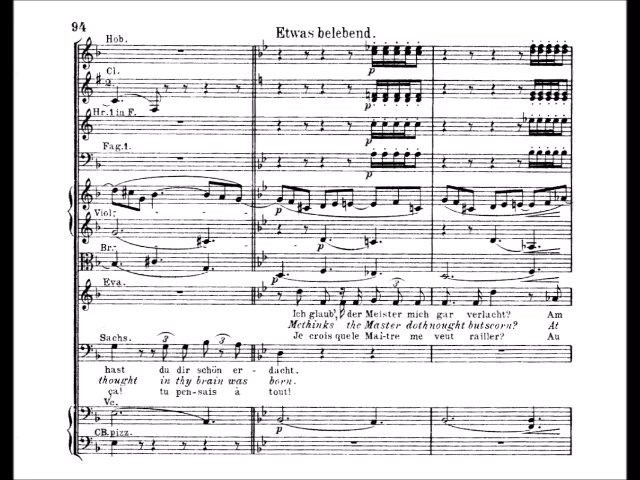 94
Etwas belebend.
Hob.
Cl.
2.
Hr. 1 in F.
Fag. 1.
Viol:
Br:
Eva.
Ich glaub', der Meister mich gar verlacht? Am
Methinks the Master doth nought but scorn? At
Je crois que le Maî-tre me veut railler? Au
Sachs.
hast du dir schön er - dacht.
thought in thy brain was born.
ça! tu pen-sais à tout!
Vc.
CB. pizz.